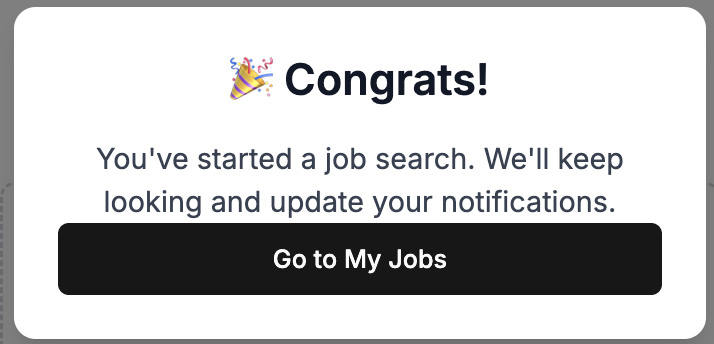 🎉 Congrats!
You've started a job search. We'll keep
looking and update your notifications.
Go to My Jobs